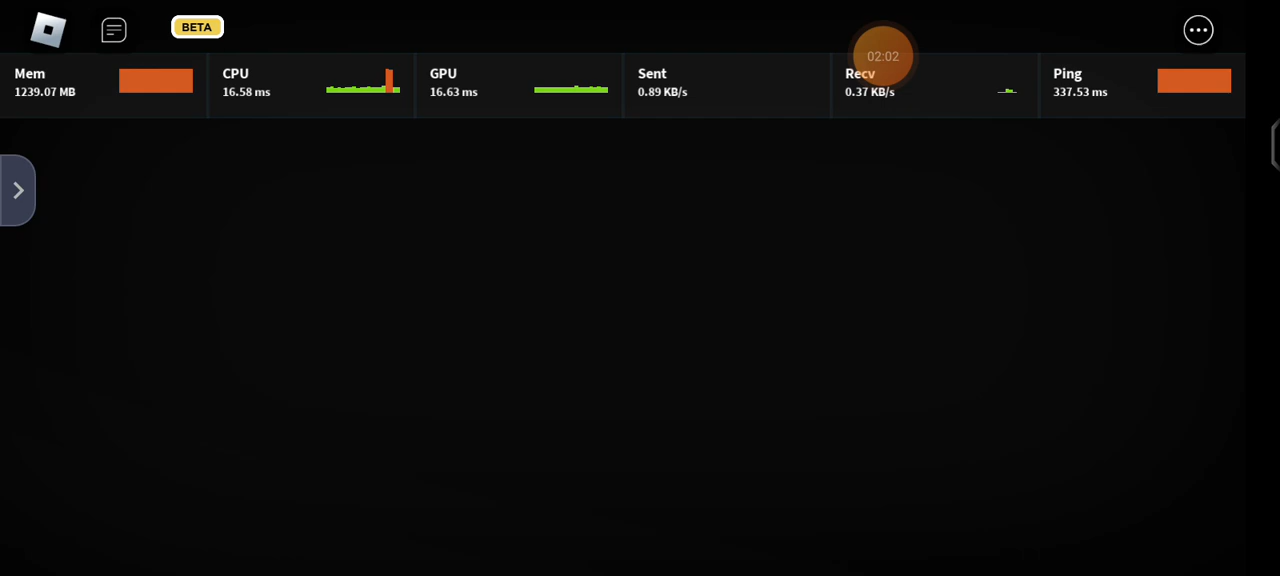 BETA
02:02
Mem
1239.07 MB
CPU
16.58 ms
GPU
16.63 ms
Sent
0.89 KB/s
Recv
0.37 KB/s
Ping
337.53 ms